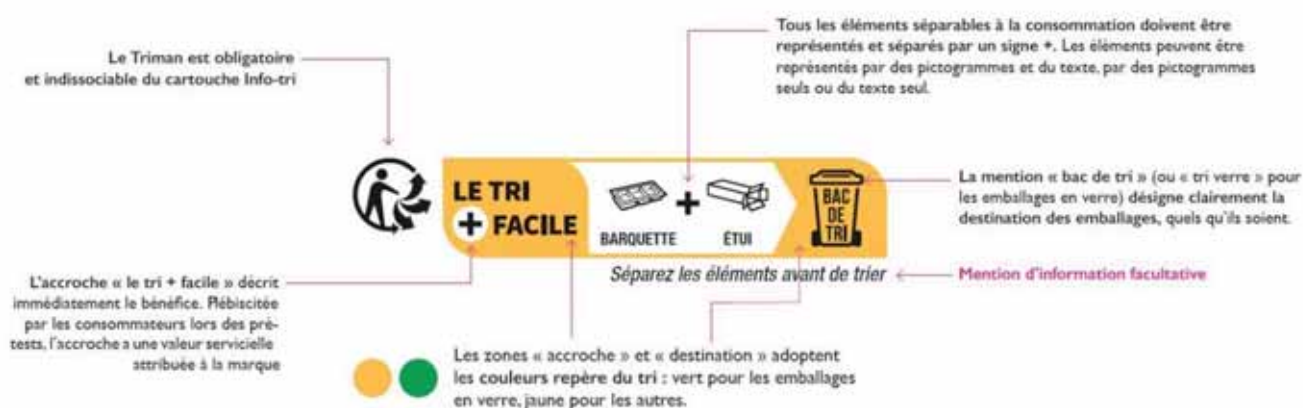 Le Triman est obligatoire
et indissociable du cartouche Info-tri
Tous les éléments séparables à la consommation doivent être
représentés et séparés par un signe +. Les éléments peuvent être
représentés par des pictogrammes et du texte, par des pictogrammes
seuls ou du texte seul.
LE TRI
+ FACILE
BARQUETTE
+
ÉTUI
BAC
DE
TRI
Séparez les éléments avant de trier
La mention « bac de tri » (ou « tri verre » pour
les emballages en verre) désigne clairement la
destination des emballages, quels qu'ils soient.
Mention d'information facultative
L'accroche « le tri + facile » décrit
immédiatement le bénéfice. Plébiscitée
par les consommateurs lors des pré-
tests, l'accroche a une valeur servicielle
attribuée à la marque
Les zones « accroche » et « destination » adoptent
les couleurs repère du tri : vert pour les emballages
en verre, jaune pour les autres.